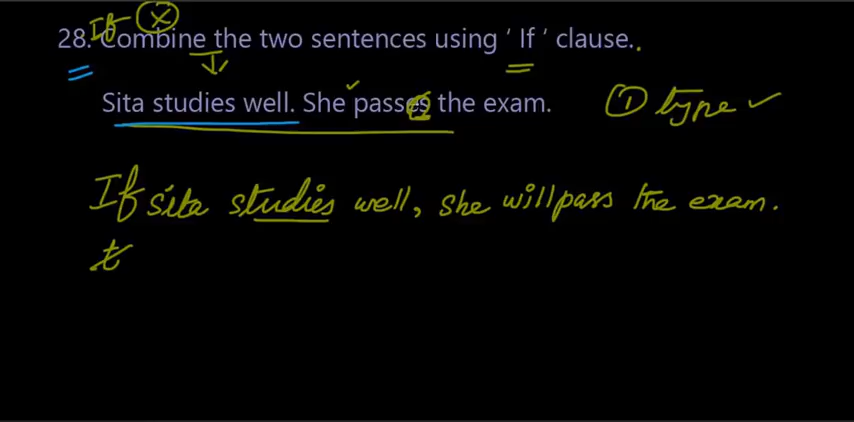 If X
28. Combine the two sentences using ‘ If ’ clause.
Sita studies well. She passes the exam. 1 type ✓
If sita studies well, she will pass the exam.